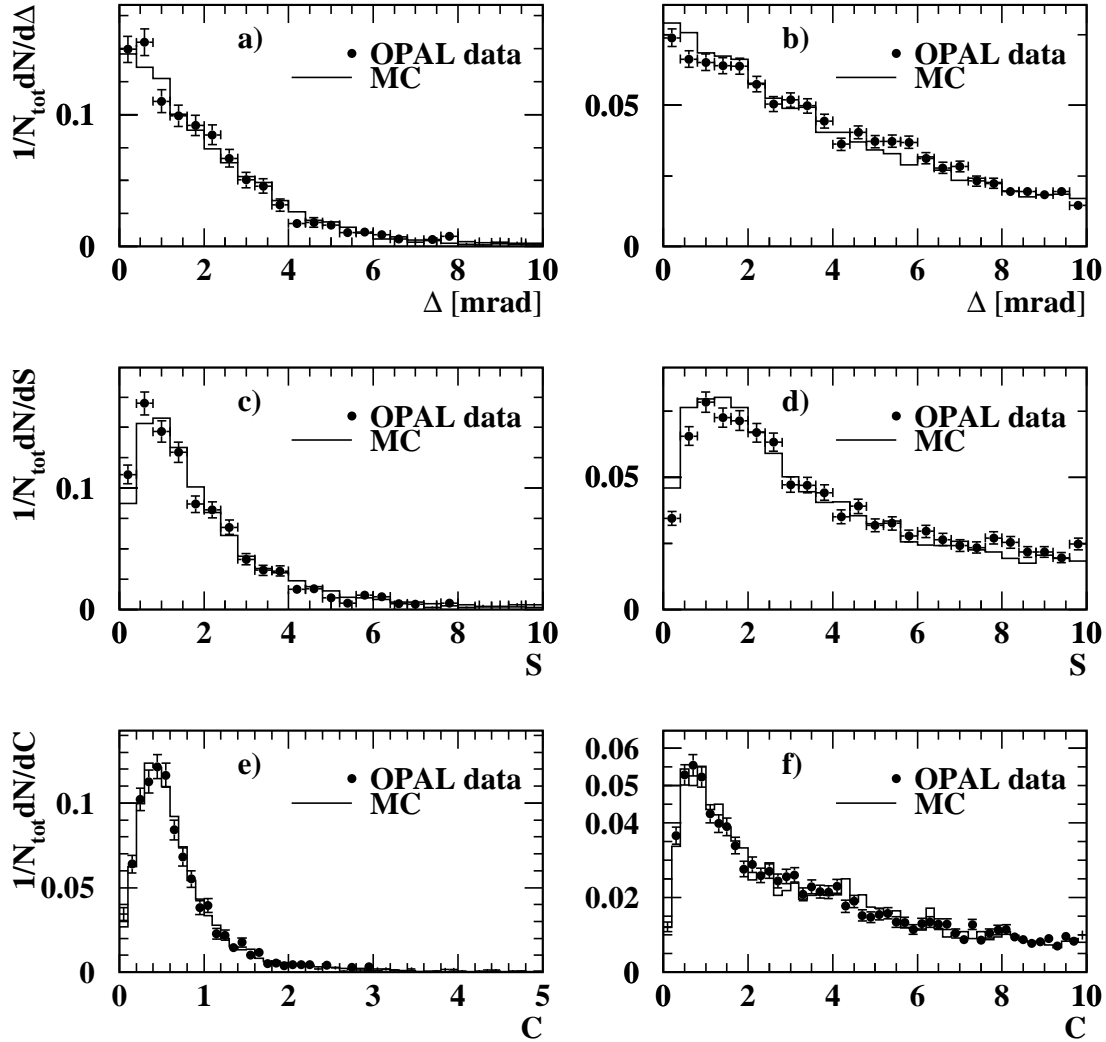 1/N_tot dN/dΔ
a)
OPAL data
MC
0.1
0
0 2 4 6 8 10
Δ [mrad]
b)
OPAL data
MC
0.05
0
0 2 4 6 8 10
Δ [mrad]
1/N_tot dN/dS
c)
OPAL data
MC
0.1
0
0 2 4 6 8 10
S
d)
OPAL data
MC
0.05
0
0 2 4 6 8 10
S
1/N_tot dN/dC
e)
OPAL data
MC
0.1
0.05
0
0 1 2 3 4 5
C
f)
OPAL data
MC
0.06
0.05
0.04
0.03
0.02
0.01
0
0 2 4 6 8 10
C